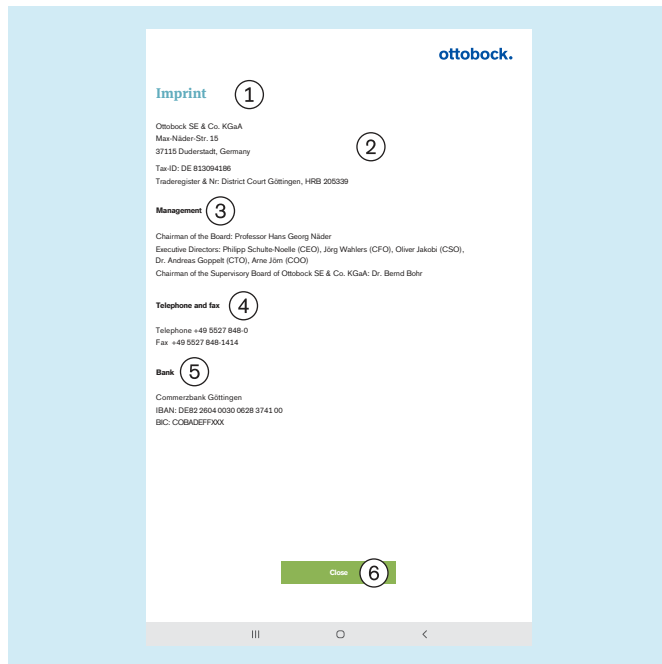 ottobock.
Imprint 1
Ottobock SE & Co. KGaA
Max-Näder-Str. 15
2
37115 Duderstadt, Germany
Tax-ID: DE 813094186
Traderegister & Nr: District Court Göttingen, HRB 205339
Management 3
Chairman of the Board: Professor Hans Georg Näder
Executive Directors: Philipp Schulte-Noelle (CEO), Jörg Wahlers (CFO), Oliver Jakobi (CSO),
Dr. Andreas Goppelt (CTO), Arne Jörn (COO)
Chairman of the Supervisory Board of Ottobock SE & Co. KGaA: Dr. Bernd Bohr
Telephone and fax 4
Telephone +49 5527 848-0
Fax +49 5527 848-1414
Bank 5
Commerzbank Göttingen
IBAN: DE82 2604 0030 0628 3741 00
BIC: COBADEFFXXX
Close 6